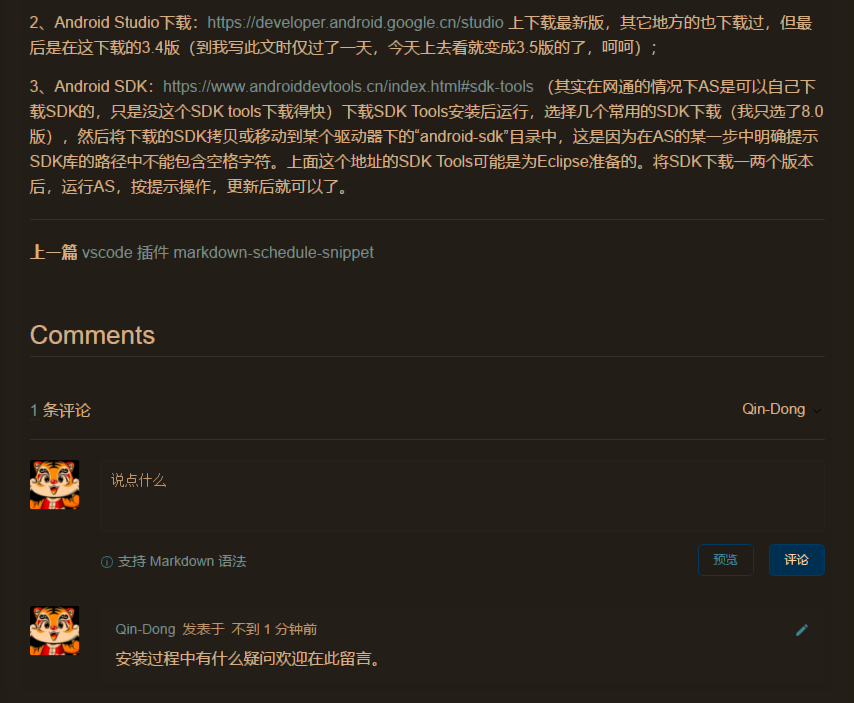 2、Android Studio下载：https://developer.android.google.cn/studio 上下载最新版，其它地方的也下载过，但最
后是在这下载的3.4版（到我写此文时仅过了一天，今天上去看就变成3.5版的了，呵呵）；
3、Android SDK：https://www.androiddevtools.cn/index.html#sdk-tools （其实在网通的情况下AS是可以自己下
载SDK的，只是没这个SDK tools下载得快）下载SDK Tools安装后运行，选择几个常用的SDK下载（我只选了8.0
版），然后将下载的SDK拷贝或移动到某个驱动器下的“android-sdk”目录中，这是因为在AS的某一步中明确提示
SDK库的路径中不能包含空格字符。上面这个地址的SDK Tools可能是为Eclipse准备的。将SDK下载一两个版本
后，运行AS，按提示操作，更新后就可以了。
上一篇 vscode 插件 markdown-schedule-snippet
Comments
1 条评论
Qin-Dong
说点什么
支持 Markdown 语法
预览
评论
Qin-Dong 发表于 不到 1 分钟前
安装过程中有什么疑问欢迎在此留言。